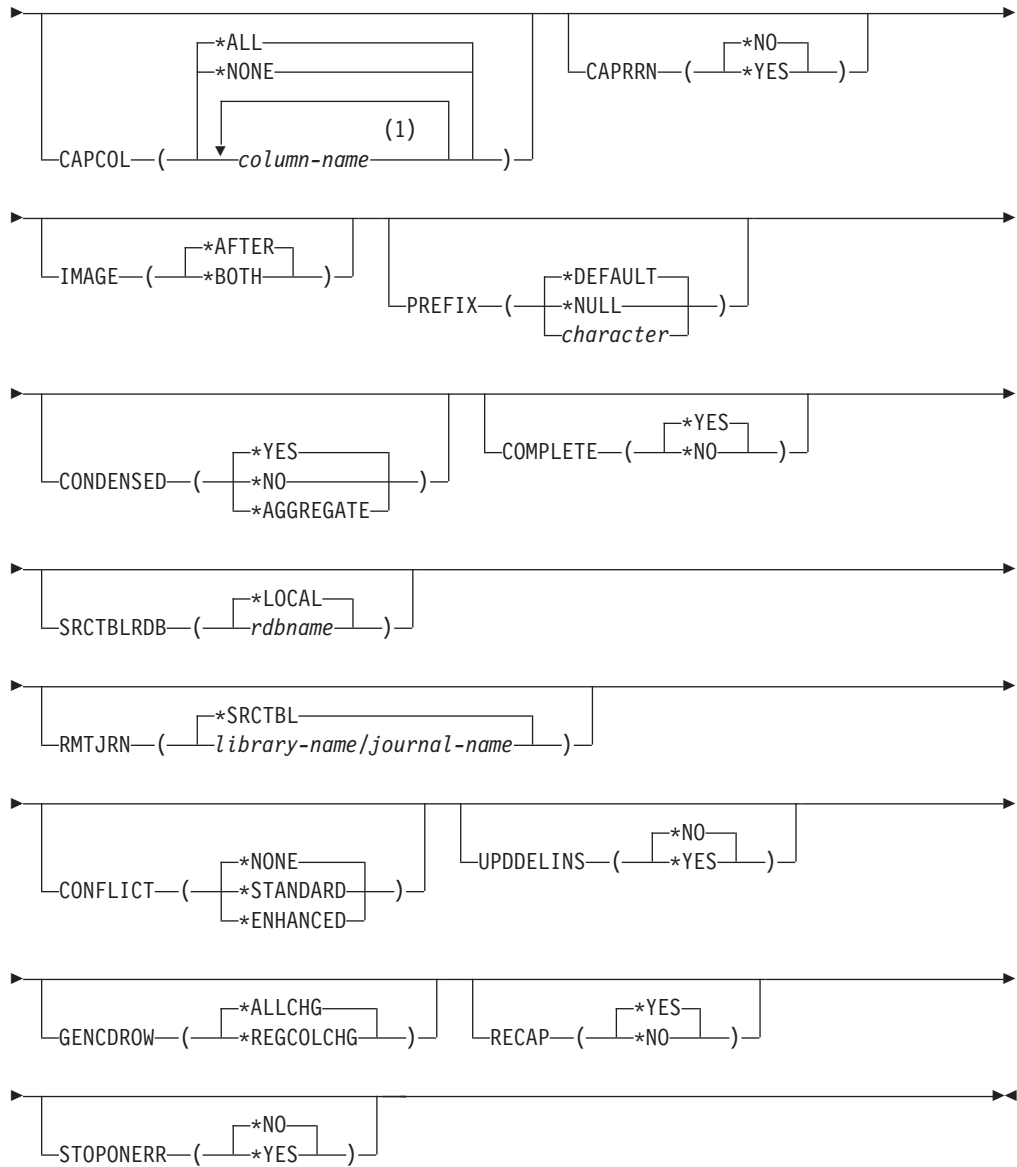 *ALL
*NONE
(1)
CAPCOL ( column-name )
*NO
CAPRRN ( *YES )
*AFTER
IMAGE ( *BOTH )
*DEFAULT
PREFIX ( *NULL )
character
*YES
CONDENSED ( *NO )
*AGGREGATE
*YES
COMPLETE ( *NO )
*LOCAL
SRCTBLRDB ( rdbname )
*SRCTBL
RMTJRN ( library-name/journal-name )
*NONE
CONFLICT ( *STANDARD )
*ENHANCED
*NO
UPDDELINS ( *YES )
*ALLCHG
GENCDROW ( *REGCOLCHG )
*YES
RECAP ( *NO )
*NO
STOPONERR ( *YES )